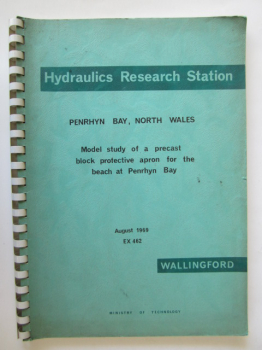 Hydraulics Research Station
PENRHYN BAY, NORTH WALES
Model study of a precast
block protective apron for the
beach at Penrhyn Bay
August 1969
EX 462
WALLINGFORD
MINISTRY OF TECHNOLOGY